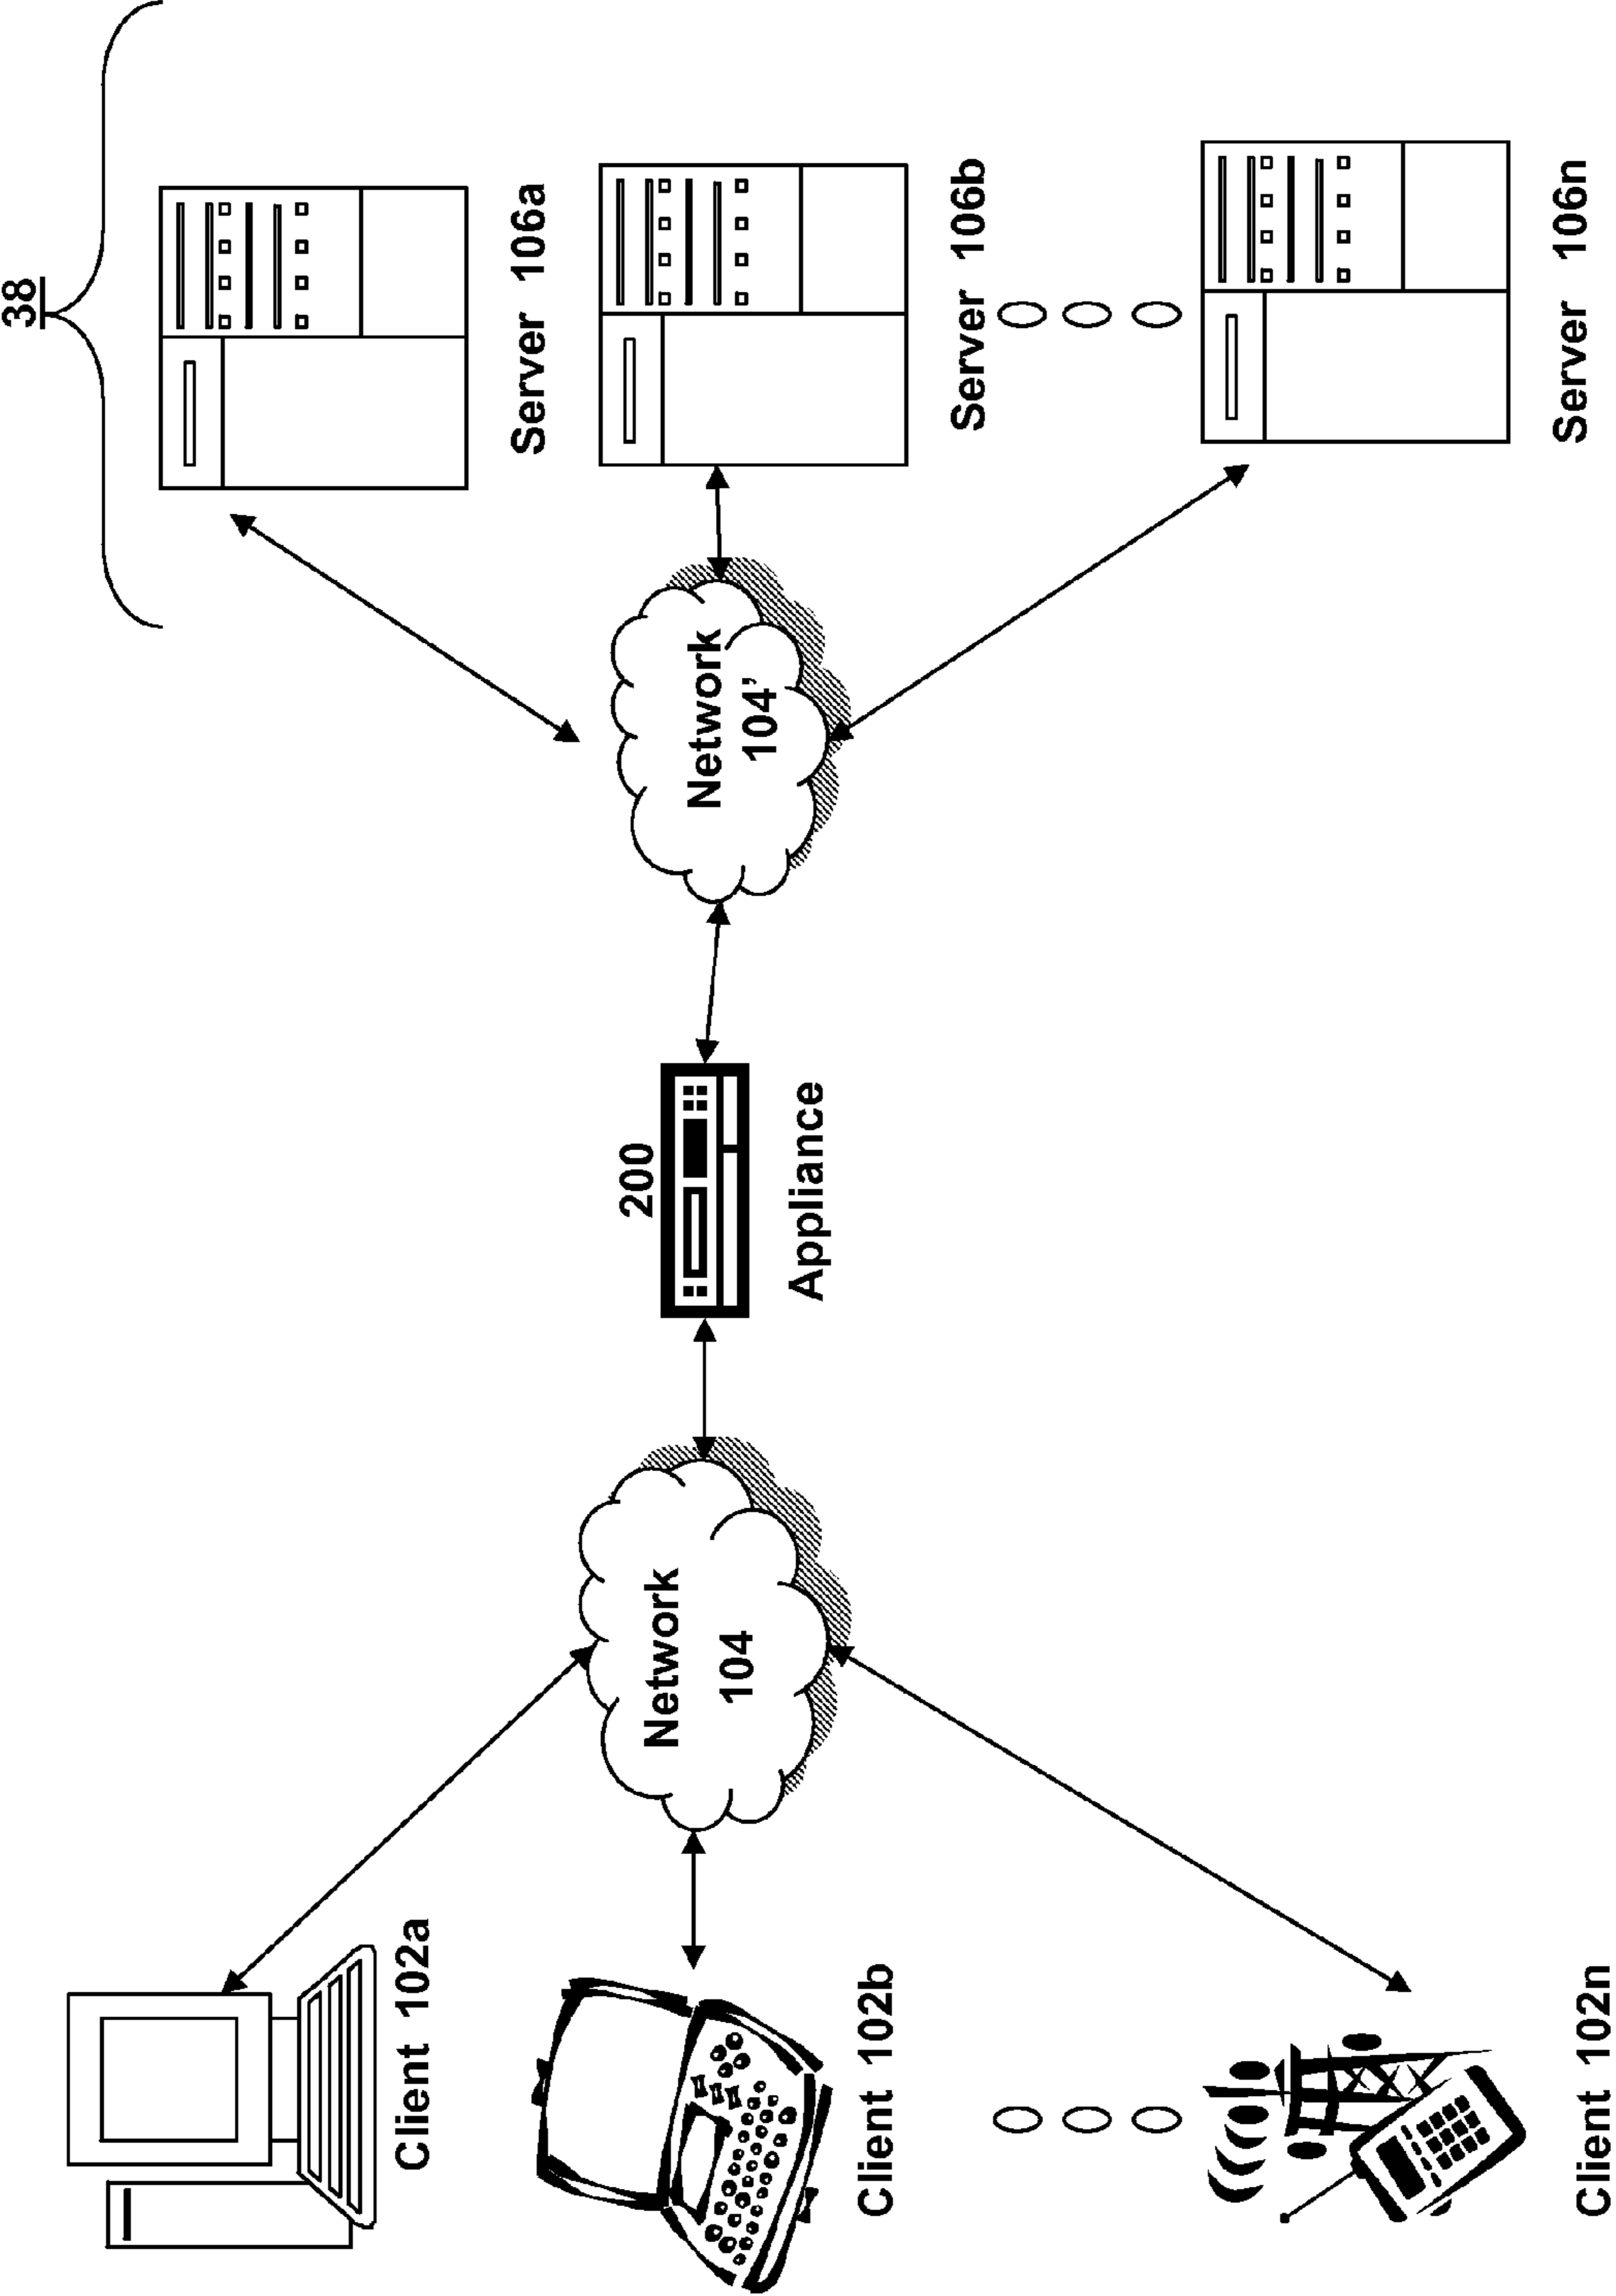 38
Client 102a
Network
104
200
Appliance
Network
104’
Server 106a
Client 102b
Server 106b
Client 102n
Server 106n